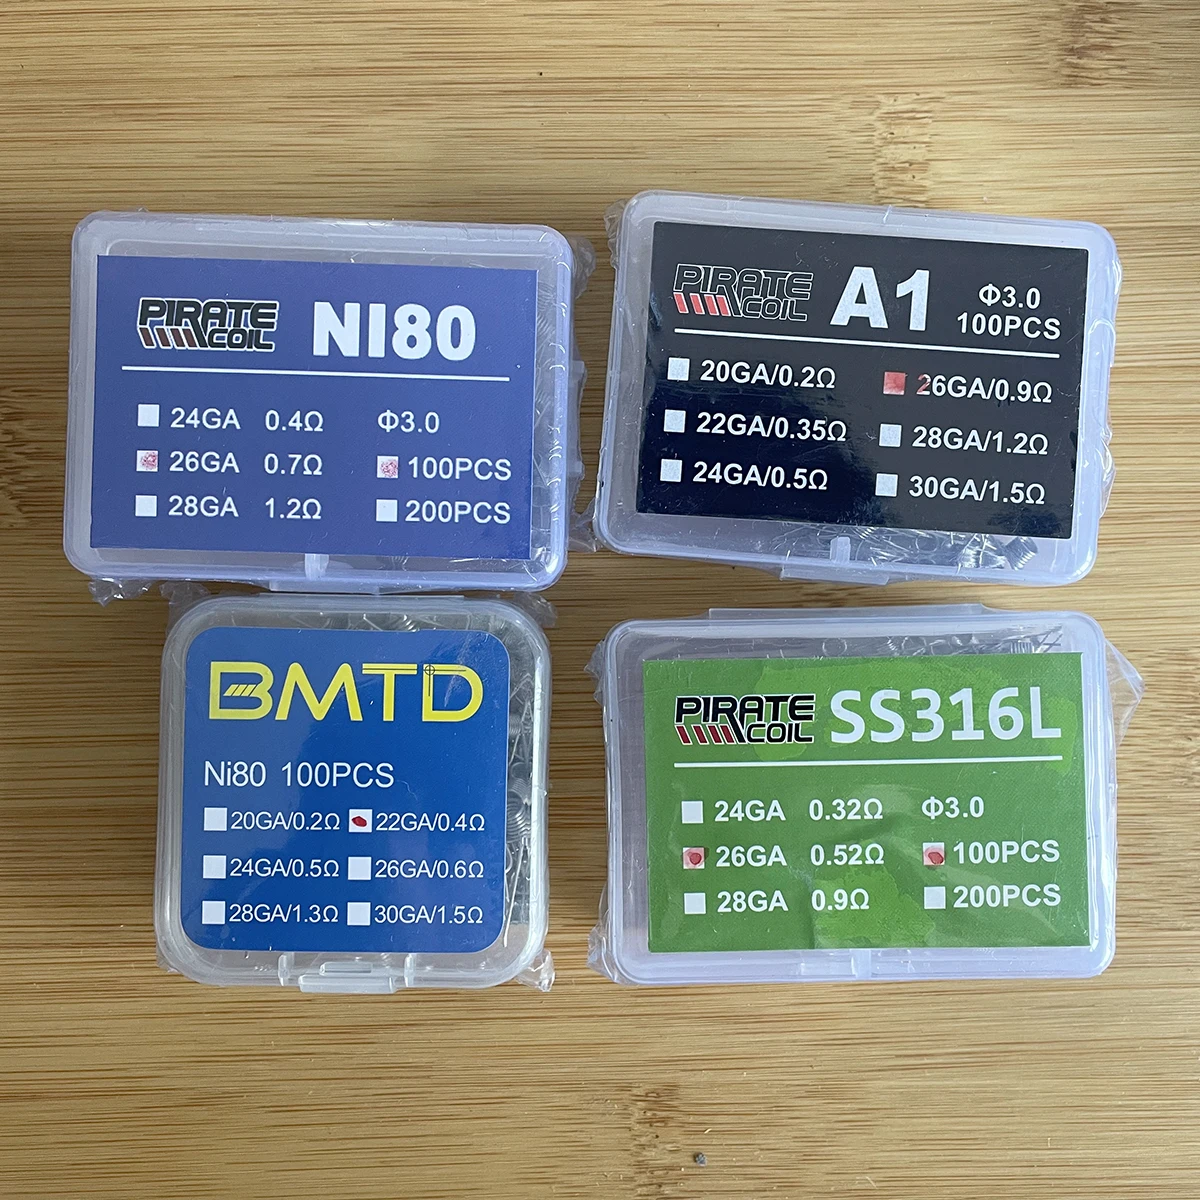 PIRATE COIL NI80
24GA 0.4Ω Φ3.0
26GA 0.7Ω 100PCS
28GA 1.2Ω 200PCS
PIRATE COIL A1 Φ3.0 100PCS
20GA/0.2Ω 26GA/0.9Ω
22GA/0.35Ω 28GA/1.2Ω
24GA/0.5Ω 30GA/1.5Ω
BMTD
Ni80 100PCS
20GA/0.2Ω 22GA/0.4Ω
24GA/0.5Ω 26GA/0.6Ω
28GA/1.3Ω 30GA/1.5Ω
PIRATE COIL SS316L
24GA 0.32Ω Φ3.0
26GA 0.52Ω 100PCS
28GA 0.9Ω 200PCS